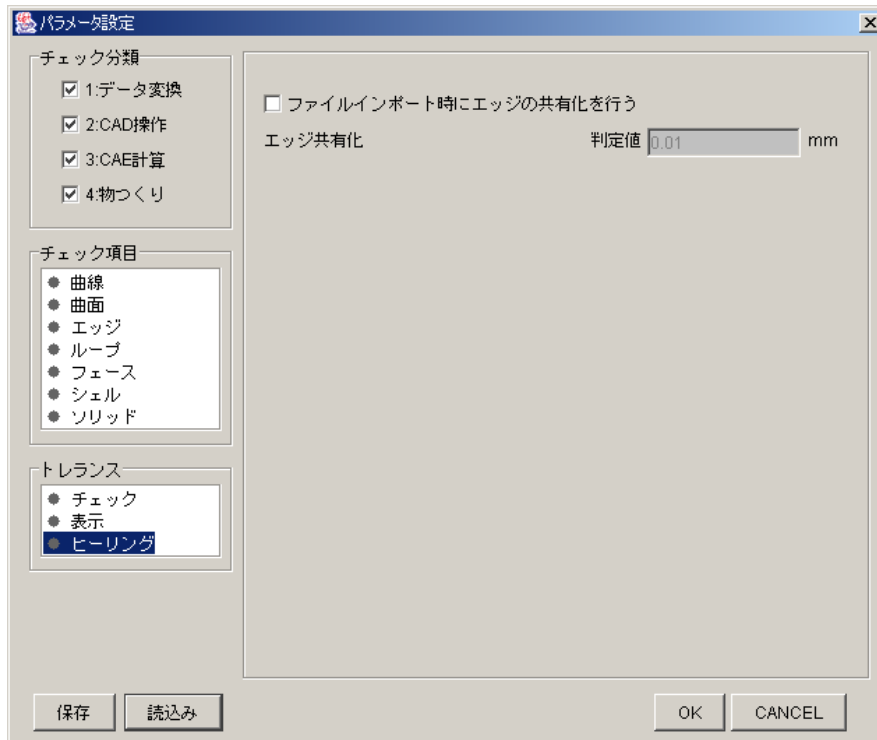 パラメータ設定
チェック分類
1:データ変換
2:CAD操作
3:CAE計算
4:物つくり
チェック項目
曲線
曲面
エッジ
ループ
フェース
シェル
ソリッド
トレランス
チェック
表示
ヒーリング
ファイルインポート時にエッジの共有化を行う
エッジ共有化 判定値 0.01 mm
保存 読込み OK CANCEL